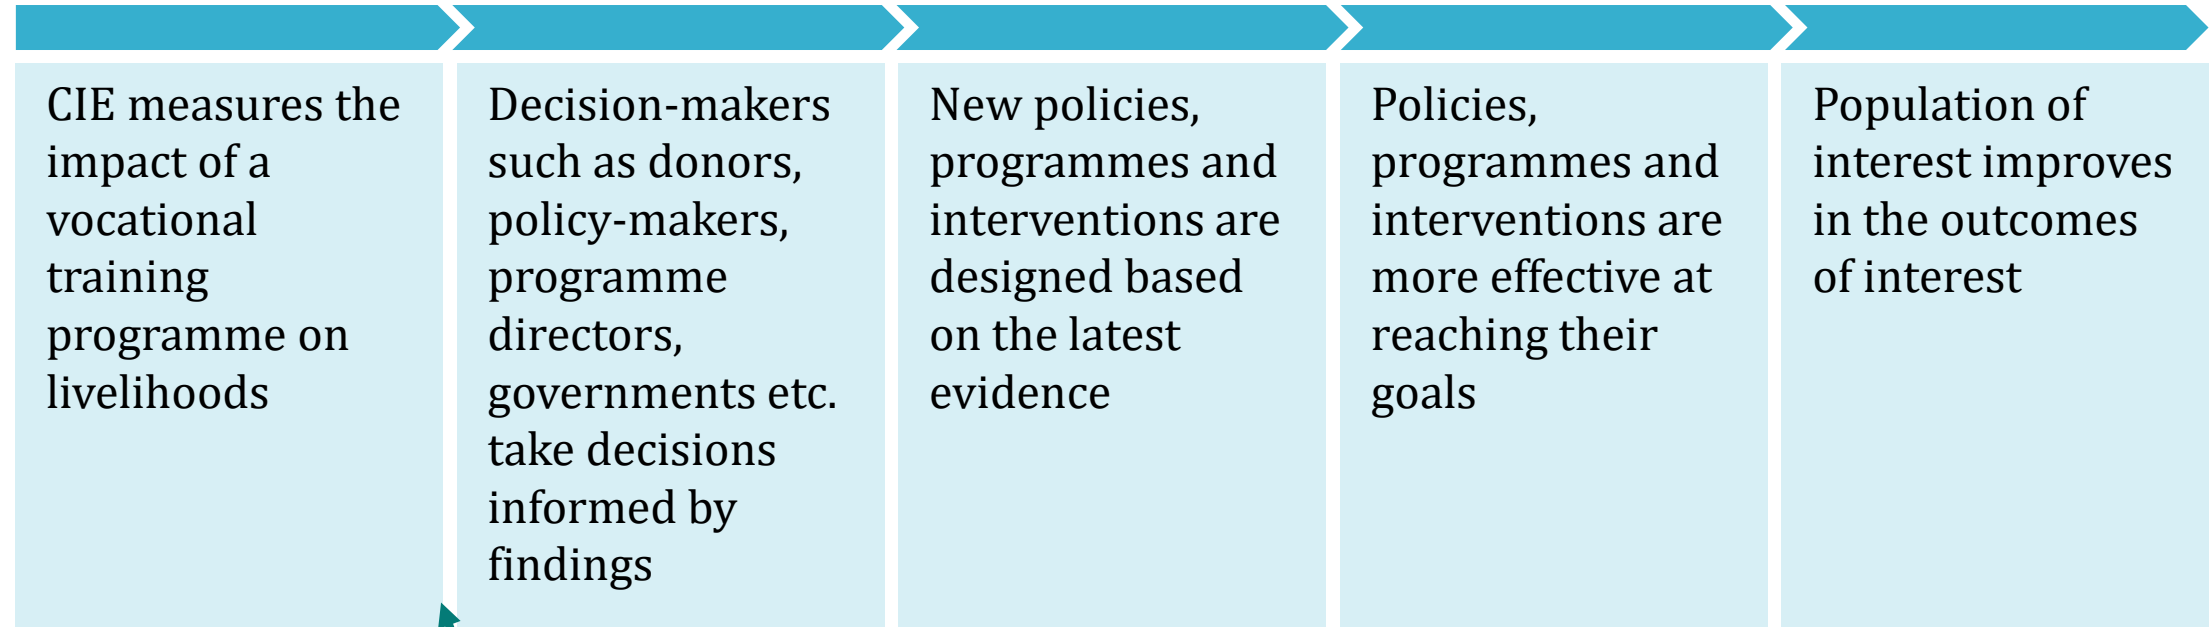 CIE measures the
impact of a
vocational
training
programme on
livelihoods
Decision-makers
such as donors,
policy-makers,
programme
directors,
governments etc.
take decisions
informed by
findings
New policies,
programmes and
interventions are
designed based
on the latest
evidence
Policies,
programmes and
interventions are
more effective at
reaching their
goals
Population of
interest improves
in the outcomes
of interest